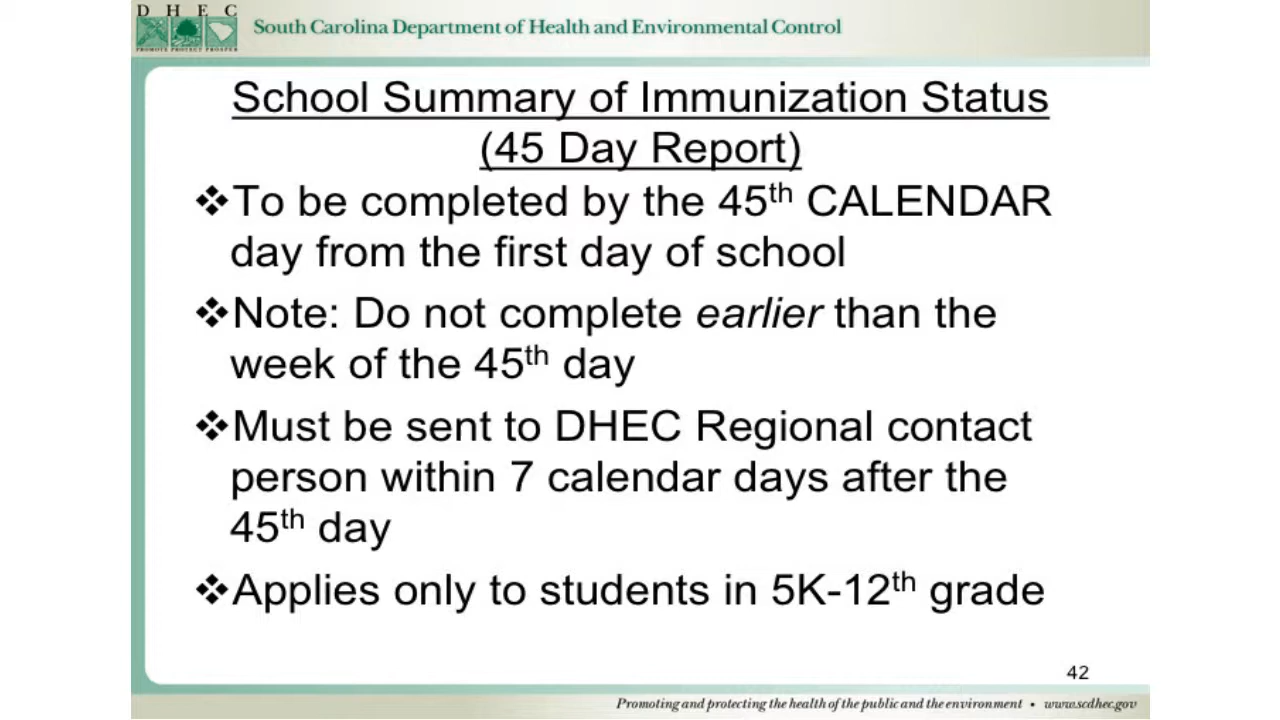 D H E C
PROMOTE PROTECT PROSPER
South Carolina Department of Health and Environmental Control
School Summary of Immunization Status
(45 Day Report)
❖To be completed by the 45th CALENDAR
day from the first day of school
❖Note: Do not complete earlier than the
week of the 45th day
❖Must be sent to DHEC Regional contact
person within 7 calendar days after the
45th day
❖Applies only to students in 5K-12th grade
42
Promoting and protecting the health of the public and the environment • www.scdhec.gov